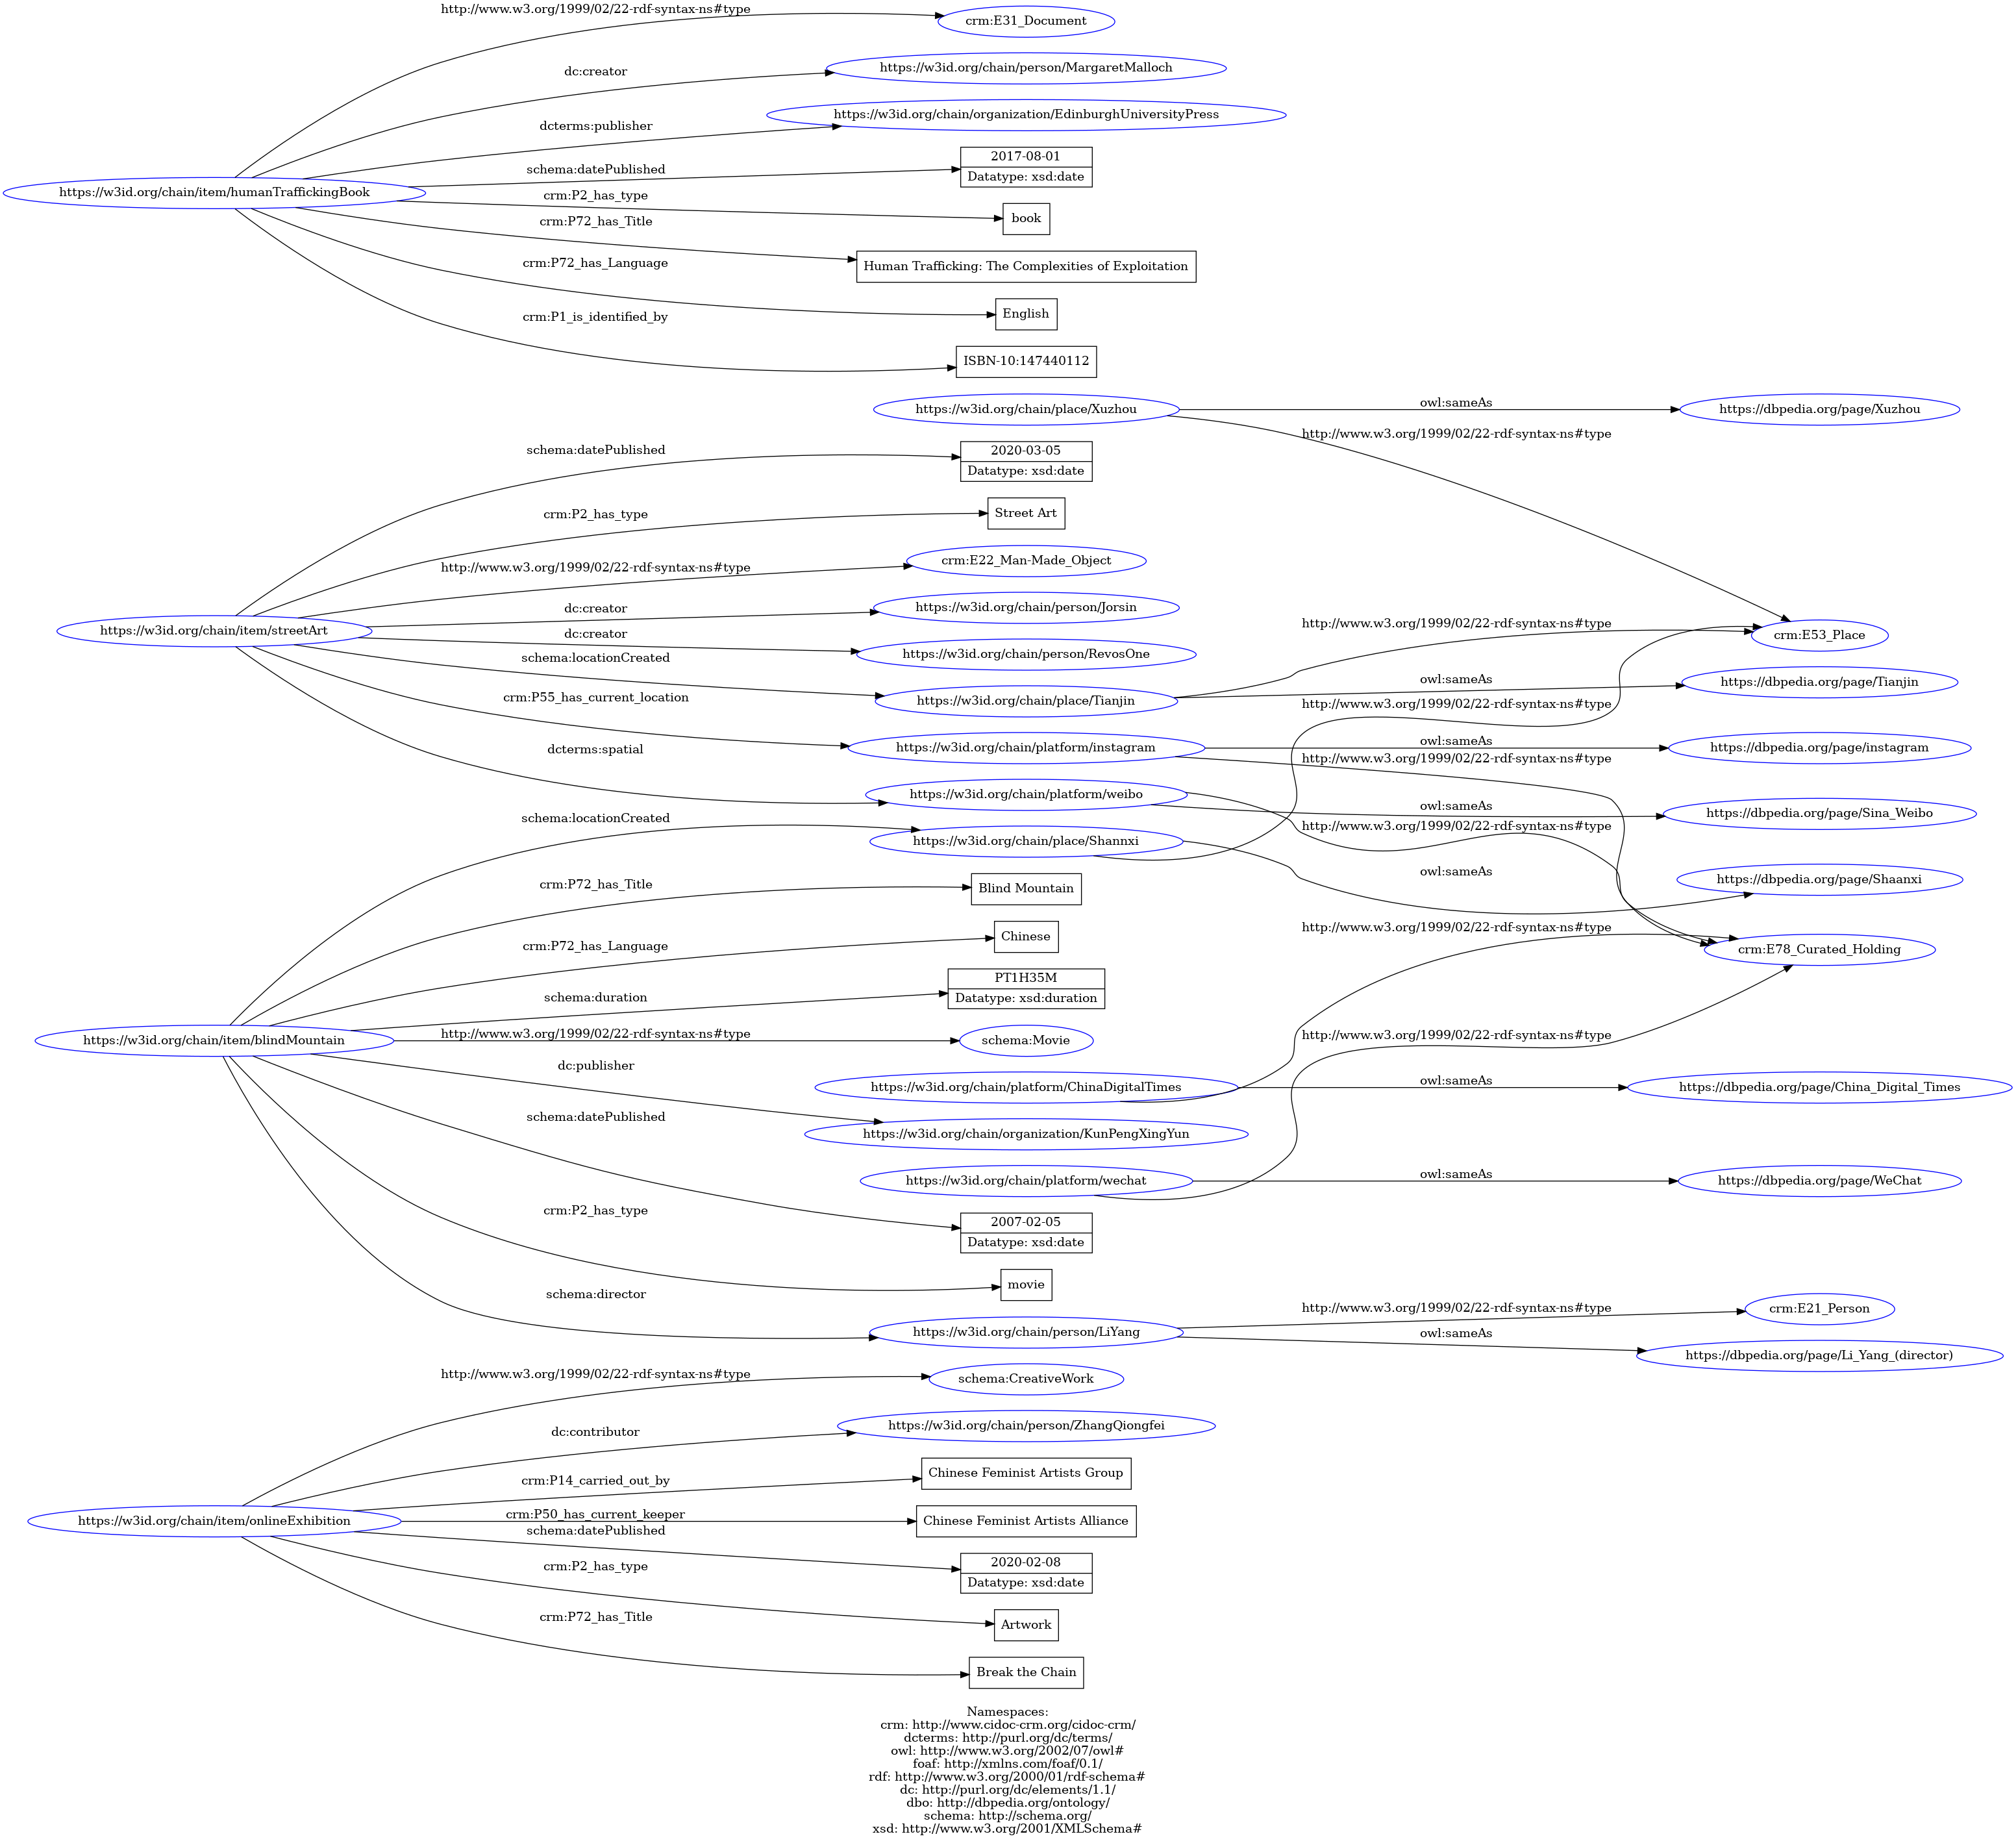 http://www.w3.org/1999/02/22-rdf-syntax-ns#type
crm:E31_Document
dc:creator
https://w3id.org/chain/person/MargaretMalloch
dcterms:publisher
https://w3id.org/chain/organization/EdinburghUniversityPress
https://w3id.org/chain/item/humanTraffickingBook
schema:datePublished
2017-08-01
Datatype: xsd:date
crm:P2_has_type
book
crm:P72_has_Title
Human Trafficking: The Complexities of Exploitation
crm:P72_has_Language
English
crm:P1_is_identified_by
ISBN-10:147440112
https://w3id.org/chain/place/Xuzhou
owl:sameAs
https://dbpedia.org/page/Xuzhou
http://www.w3.org/1999/02/22-rdf-syntax-ns#type
schema:datePublished
2020-03-05
Datatype: xsd:date
crm:P2_has_type
Street Art
http://www.w3.org/1999/02/22-rdf-syntax-ns#type
crm:E22_Man-Made_Object
https://w3id.org/chain/item/streetArt
dc:creator
https://w3id.org/chain/person/Jorsin
dc:creator
https://w3id.org/chain/person/RevosOne
http://www.w3.org/1999/02/22-rdf-syntax-ns#type
crm:E53_Place
schema:locationCreated
https://w3id.org/chain/place/Tianjin
owl:sameAs
https://dbpedia.org/page/Tianjin
http://www.w3.org/1999/02/22-rdf-syntax-ns#type
crm:P55_has_current_location
https://w3id.org/chain/platform/instagram
owl:sameAs
https://dbpedia.org/page/instagram
http://www.w3.org/1999/02/22-rdf-syntax-ns#type
dcterms:spatial
https://w3id.org/chain/platform/weibo
owl:sameAs
https://dbpedia.org/page/Sina_Weibo
http://www.w3.org/1999/02/22-rdf-syntax-ns#type
schema:locationCreated
https://w3id.org/chain/place/Shannxi
owl:sameAs
https://dbpedia.org/page/Shaanxi
crm:P72_has_Title
Blind Mountain
http://www.w3.org/1999/02/22-rdf-syntax-ns#type
crm:E78_Curated_Holding
crm:P72_has_Language
Chinese
schema:duration
PT1H35M
Datatype: xsd:duration
https://w3id.org/chain/item/blindMountain
http://www.w3.org/1999/02/22-rdf-syntax-ns#type
schema:Movie
http://www.w3.org/1999/02/22-rdf-syntax-ns#type
dc:publisher
https://w3id.org/chain/platform/ChinaDigitalTimes
owl:sameAs
https://dbpedia.org/page/China_Digital_Times
https://w3id.org/chain/organization/KunPengXingYun
schema:datePublished
https://w3id.org/chain/platform/wechat
owl:sameAs
https://dbpedia.org/page/WeChat
2007-02-05
Datatype: xsd:date
crm:P2_has_type
movie
schema:director
https://w3id.org/chain/person/LiYang
http://www.w3.org/1999/02/22-rdf-syntax-ns#type
crm:E21_Person
owl:sameAs
https://dbpedia.org/page/Li_Yang_(director)
http://www.w3.org/1999/02/22-rdf-syntax-ns#type
schema:CreativeWork
dc:contributor
https://w3id.org/chain/person/ZhangQiongfei
crm:P14_carried_out_by
Chinese Feminist Artists Group
https://w3id.org/chain/item/onlineExhibition
crm:P50_has_current_keeper
Chinese Feminist Artists Alliance
schema:datePublished
2020-02-08
Datatype: xsd:date
crm:P2_has_type
Artwork
crm:P72_has_Title
Break the Chain
Namespaces:
crm: http://www.cidoc-crm.org/cidoc-crm/
dcterms: http://purl.org/dc/terms/
owl: http://www.w3.org/2002/07/owl#
foaf: http://xmlns.com/foaf/0.1/
rdf: http://www.w3.org/2000/01/rdf-schema#
dc: http://purl.org/dc/elements/1.1/
dbo: http://dbpedia.org/ontology/
schema: http://schema.org/
xsd: http://www.w3.org/2001/XMLSchema#